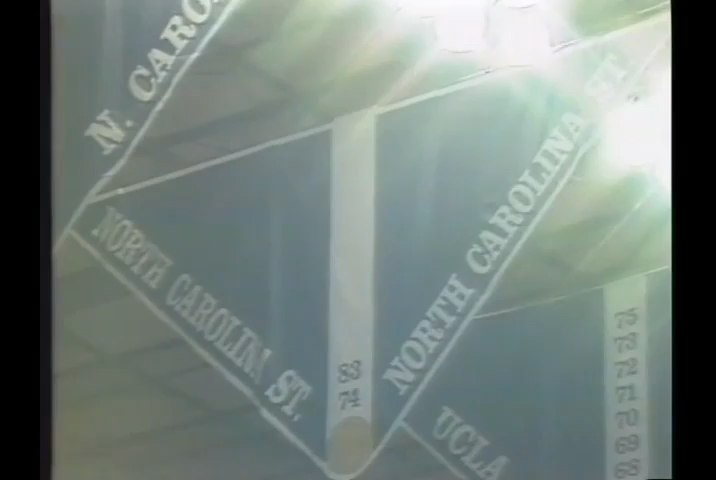 N. CARO
NORTH CAROLINA ST.
83
74
NORTH CAROLINA ST
UCLA
75
73
72
71
70
69
68